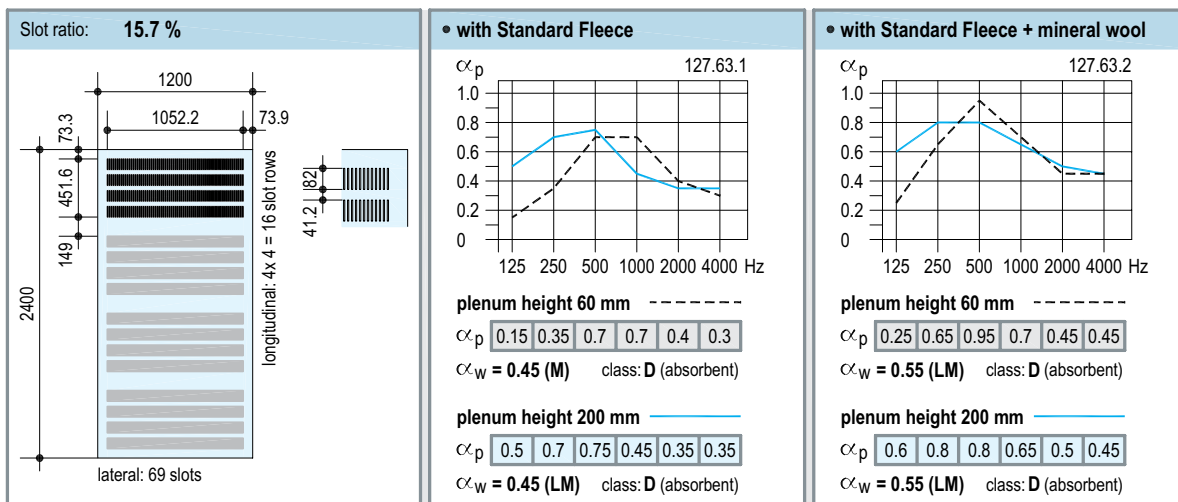 Slot ratio: 15.7 %
1200
1052.2
73.9
73.3
451.6
149
2400
82
41.2
longitudinal: 4x 4 = 16 slot rows
lateral: 69 slots
• with Standard Fleece
αp 127.63.1
1.0
0.8
0.6
0.4
0.2
0
125 250 500 1000 2000 4000 Hz
plenum height 60 mm
αp 0.15 0.35 0.7 0.7 0.4 0.3
αw = 0.45 (M) class: D (absorbent)
plenum height 200 mm
αp 0.5 0.7 0.75 0.45 0.35 0.35
αw = 0.45 (LM) class: D (absorbent)
• with Standard Fleece + mineral wool
αp 127.63.2
1.0
0.8
0.6
0.4
0.2
0
125 250 500 1000 2000 4000 Hz
plenum height 60 mm
αp 0.25 0.65 0.95 0.7 0.45 0.45
αw = 0.55 (LM) class: D (absorbent)
plenum height 200 mm
αp 0.6 0.8 0.8 0.65 0.5 0.45
αw = 0.55 (LM) class: D (absorbent)